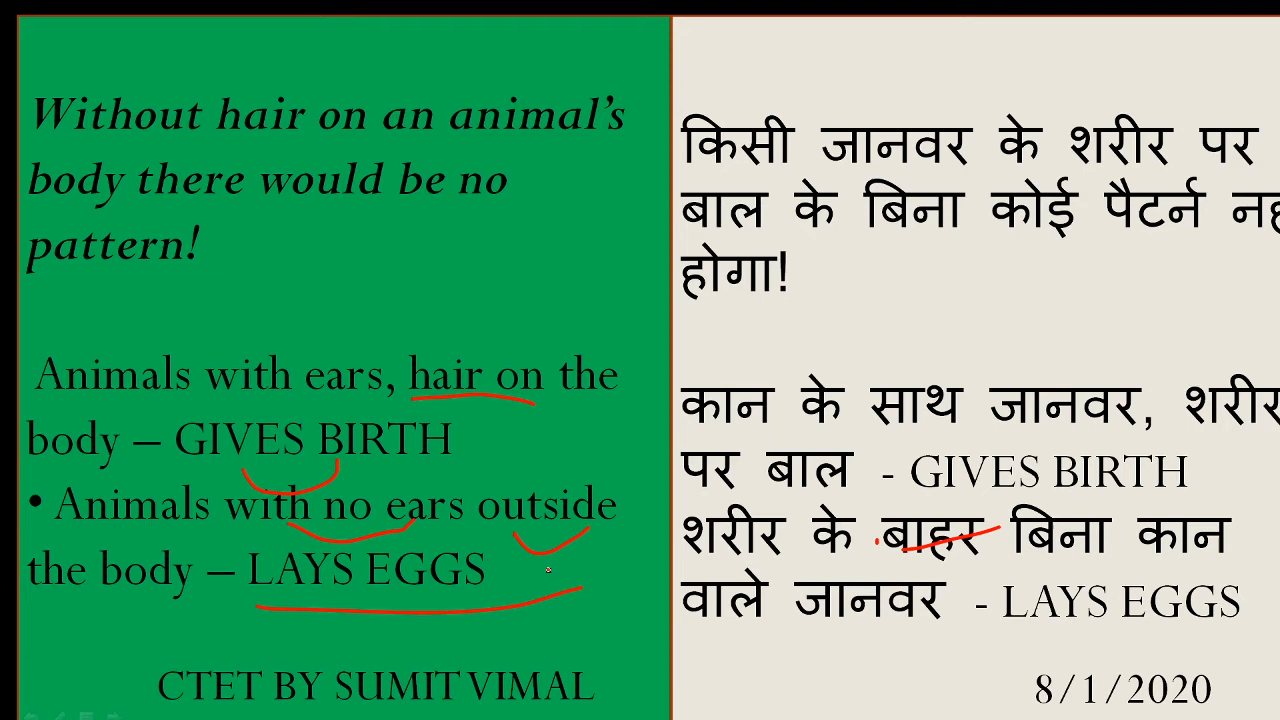 Without hair on an animal’s
body there would be no
pattern!
Animals with ears, hair on the
body – GIVES BIRTH
• Animals with no ears outside
the body – LAYS EGGS
CTET BY SUMIT VIMAL
किसी जानवर के शरीर पर
बाल के बिना कोई पैटर्न
होगा!
कान के साथ जानवर, शरीर
पर बाल - GIVES BIRTH
शरीर के बाहर बिना कान
वाले जानवर - LAYS EGGS
8/1/2020